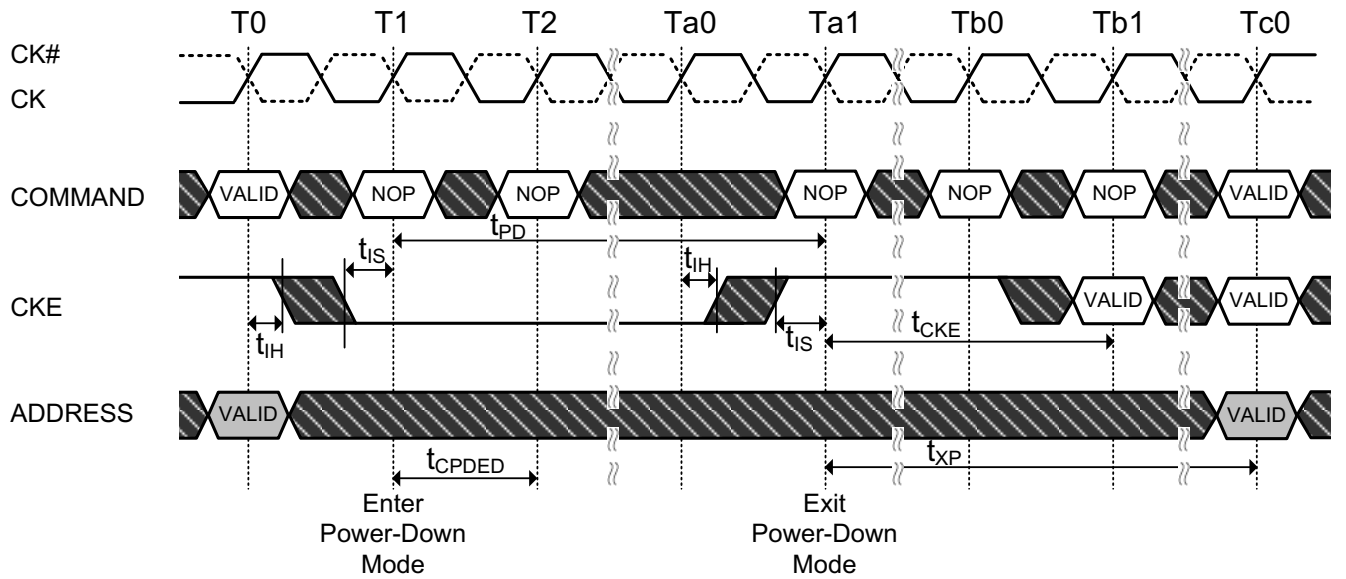 T0 T1 T2 Ta0 Ta1 Tb0 Tb1 Tc0
CK#
CK
COMMAND VALID NOP NOP NOP NOP NOP VALID
tPD
tIS tIH
CKE VALID VALID
tIH tIS tCKE
ADDRESS VALID VALID
tCPDED tXP
Enter
Power-Down
Mode
Exit
Power-Down
Mode